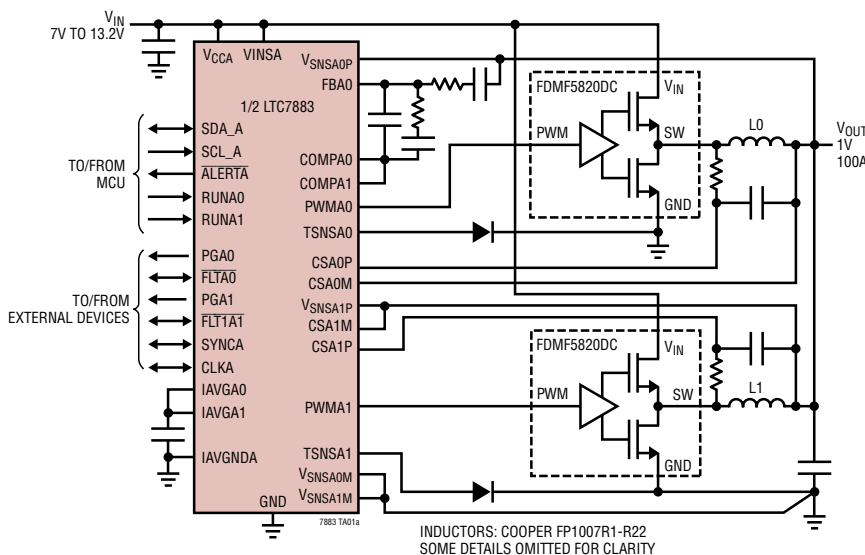 VIN
7V TO 13.2V
VCCA VINSA
VSNSA0P
FBA0
1/2 LTC7883
SDA_A
SCL_A
ALERTA
RUNA0
RUNA1
TO/FROM
MCU
COMPA0
COMPA1
PWMA0
TSNSA0
PGA0
FLTA0
PGA1
FLT1A1
SYNCA
CLKA
TO/FROM
EXTERNAL DEVICES
CSA0P
CSA0M
VSNSA1P
CSA1M
CSA1P
IAVGA0
IAVGA1
IAVGNDA
PWMA1
TSNSA1
VSNSA0M
VSNSA1M
GND
7883 TA01a
FDMF5820DC
VIN
PWM
SW
GND
L0
VOUT
1V
100A
FDMF5820DC
VIN
PWM
SW
GND
L1
INDUCTORS: COOPER FP1007R1-R22
SOME DETAILS OMITTED FOR CLARITY